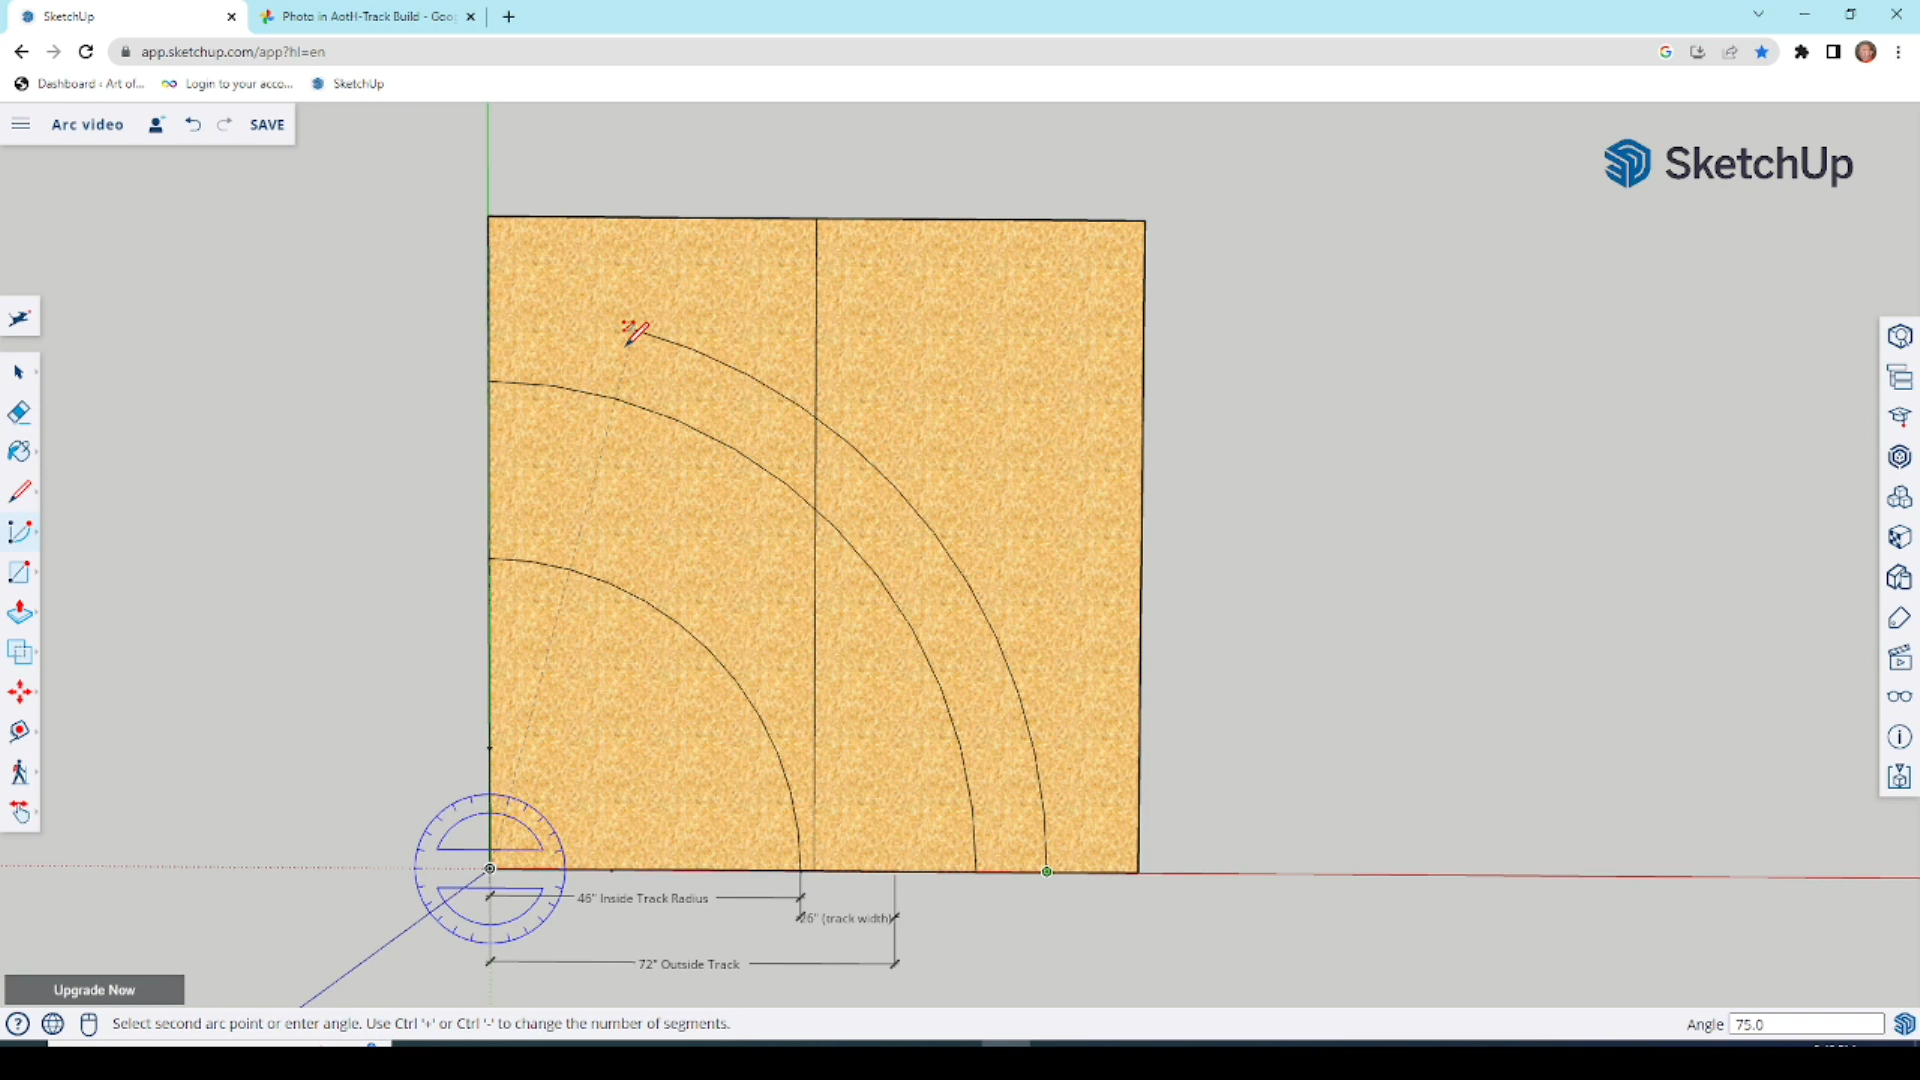 SketchUp
Photo in AotH-Track Build - Goo
app.sketchup.com/app?hl=en
Dashboard ‹ Art of...
Login to your acco...
SketchUp
Arc video
SAVE
SketchUp
46" Inside Track Radius
26" (track width)
72" Outside Track
Upgrade Now
Select second arc point or enter angle. Use Ctrl '+' or Ctrl '-' to change the number of segments.
Angle 75.0